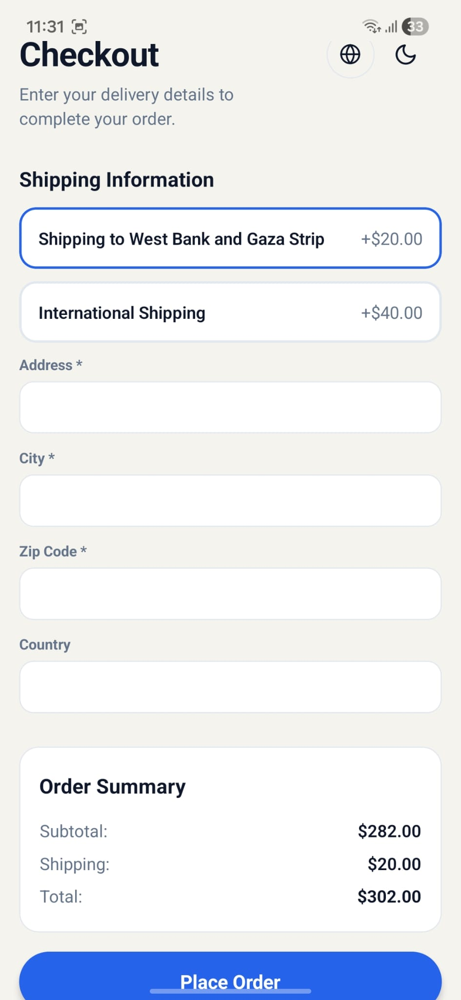 11:31
33
Checkout
Enter your delivery details to
complete your order.
Shipping Information
Shipping to West Bank and Gaza Strip +$20.00
International Shipping +$40.00
Address *
City *
Zip Code *
Country
Order Summary
Subtotal: $282.00
Shipping: $20.00
Total: $302.00
Place Order